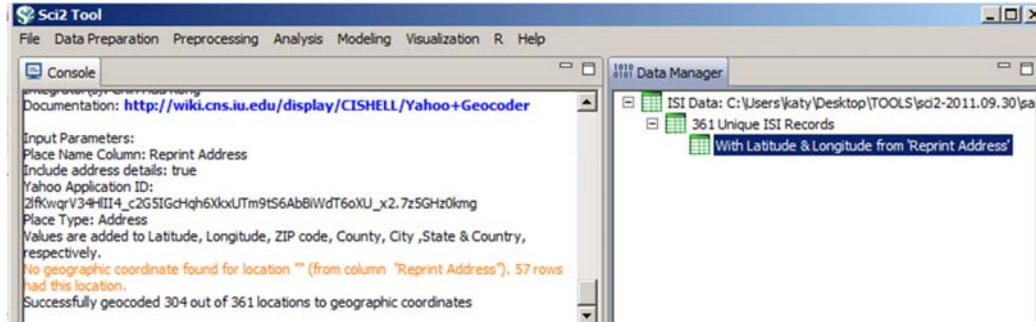 Sci2 Tool
File Data Preparation Preprocessing Analysis Modeling Visualization R Help
Console
Documentation: http://wiki.cns.iu.edu/display/CISHELL/Yahoo+Geocoder
Input Parameters:
Place Name Column: Reprint Address
Include address details: true
Yahoo Application ID:
2lfKwqrV34HlII4_c2G5IGcHqh6XkxUTm9tS6AbBiWdT6oXU_x2.7z5GHz0kmg
Place Type: Address
Values are added to Latitude, Longitude, ZIP code, County, City ,State & Country,
respectively.
No geographic coordinate found for location "" (from column "Reprint Address"). 57 rows
had this location.
Successfully geocoded 304 out of 361 locations to geographic coordinates
Data Manager
ISI Data: C:\Users\katy\Desktop\TOOLS\sci2-2011.09.30\sa
361 Unique ISI Records
With Latitude & Longitude from 'Reprint Address'